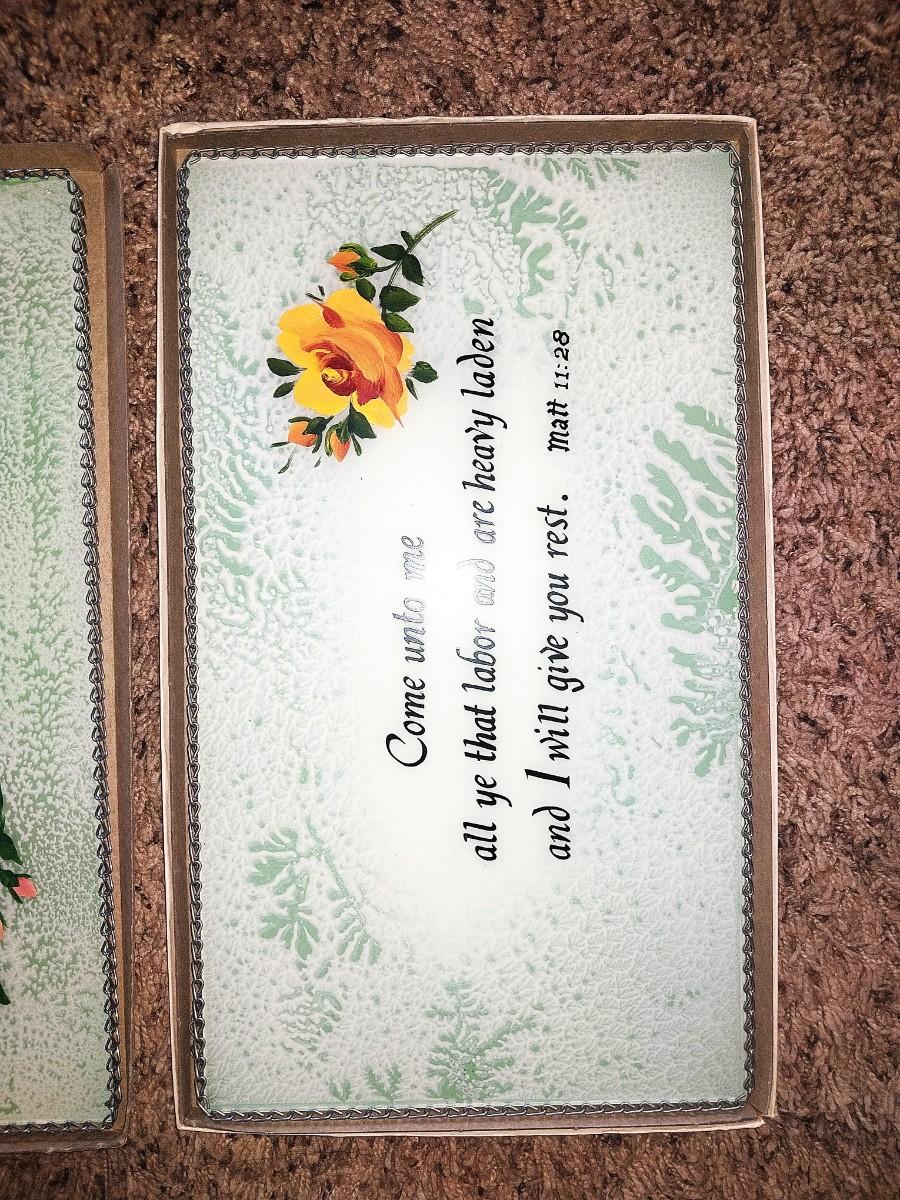 Come unto me
all ye that labor and are heavy laden
and I will give you rest. Matt 11:28